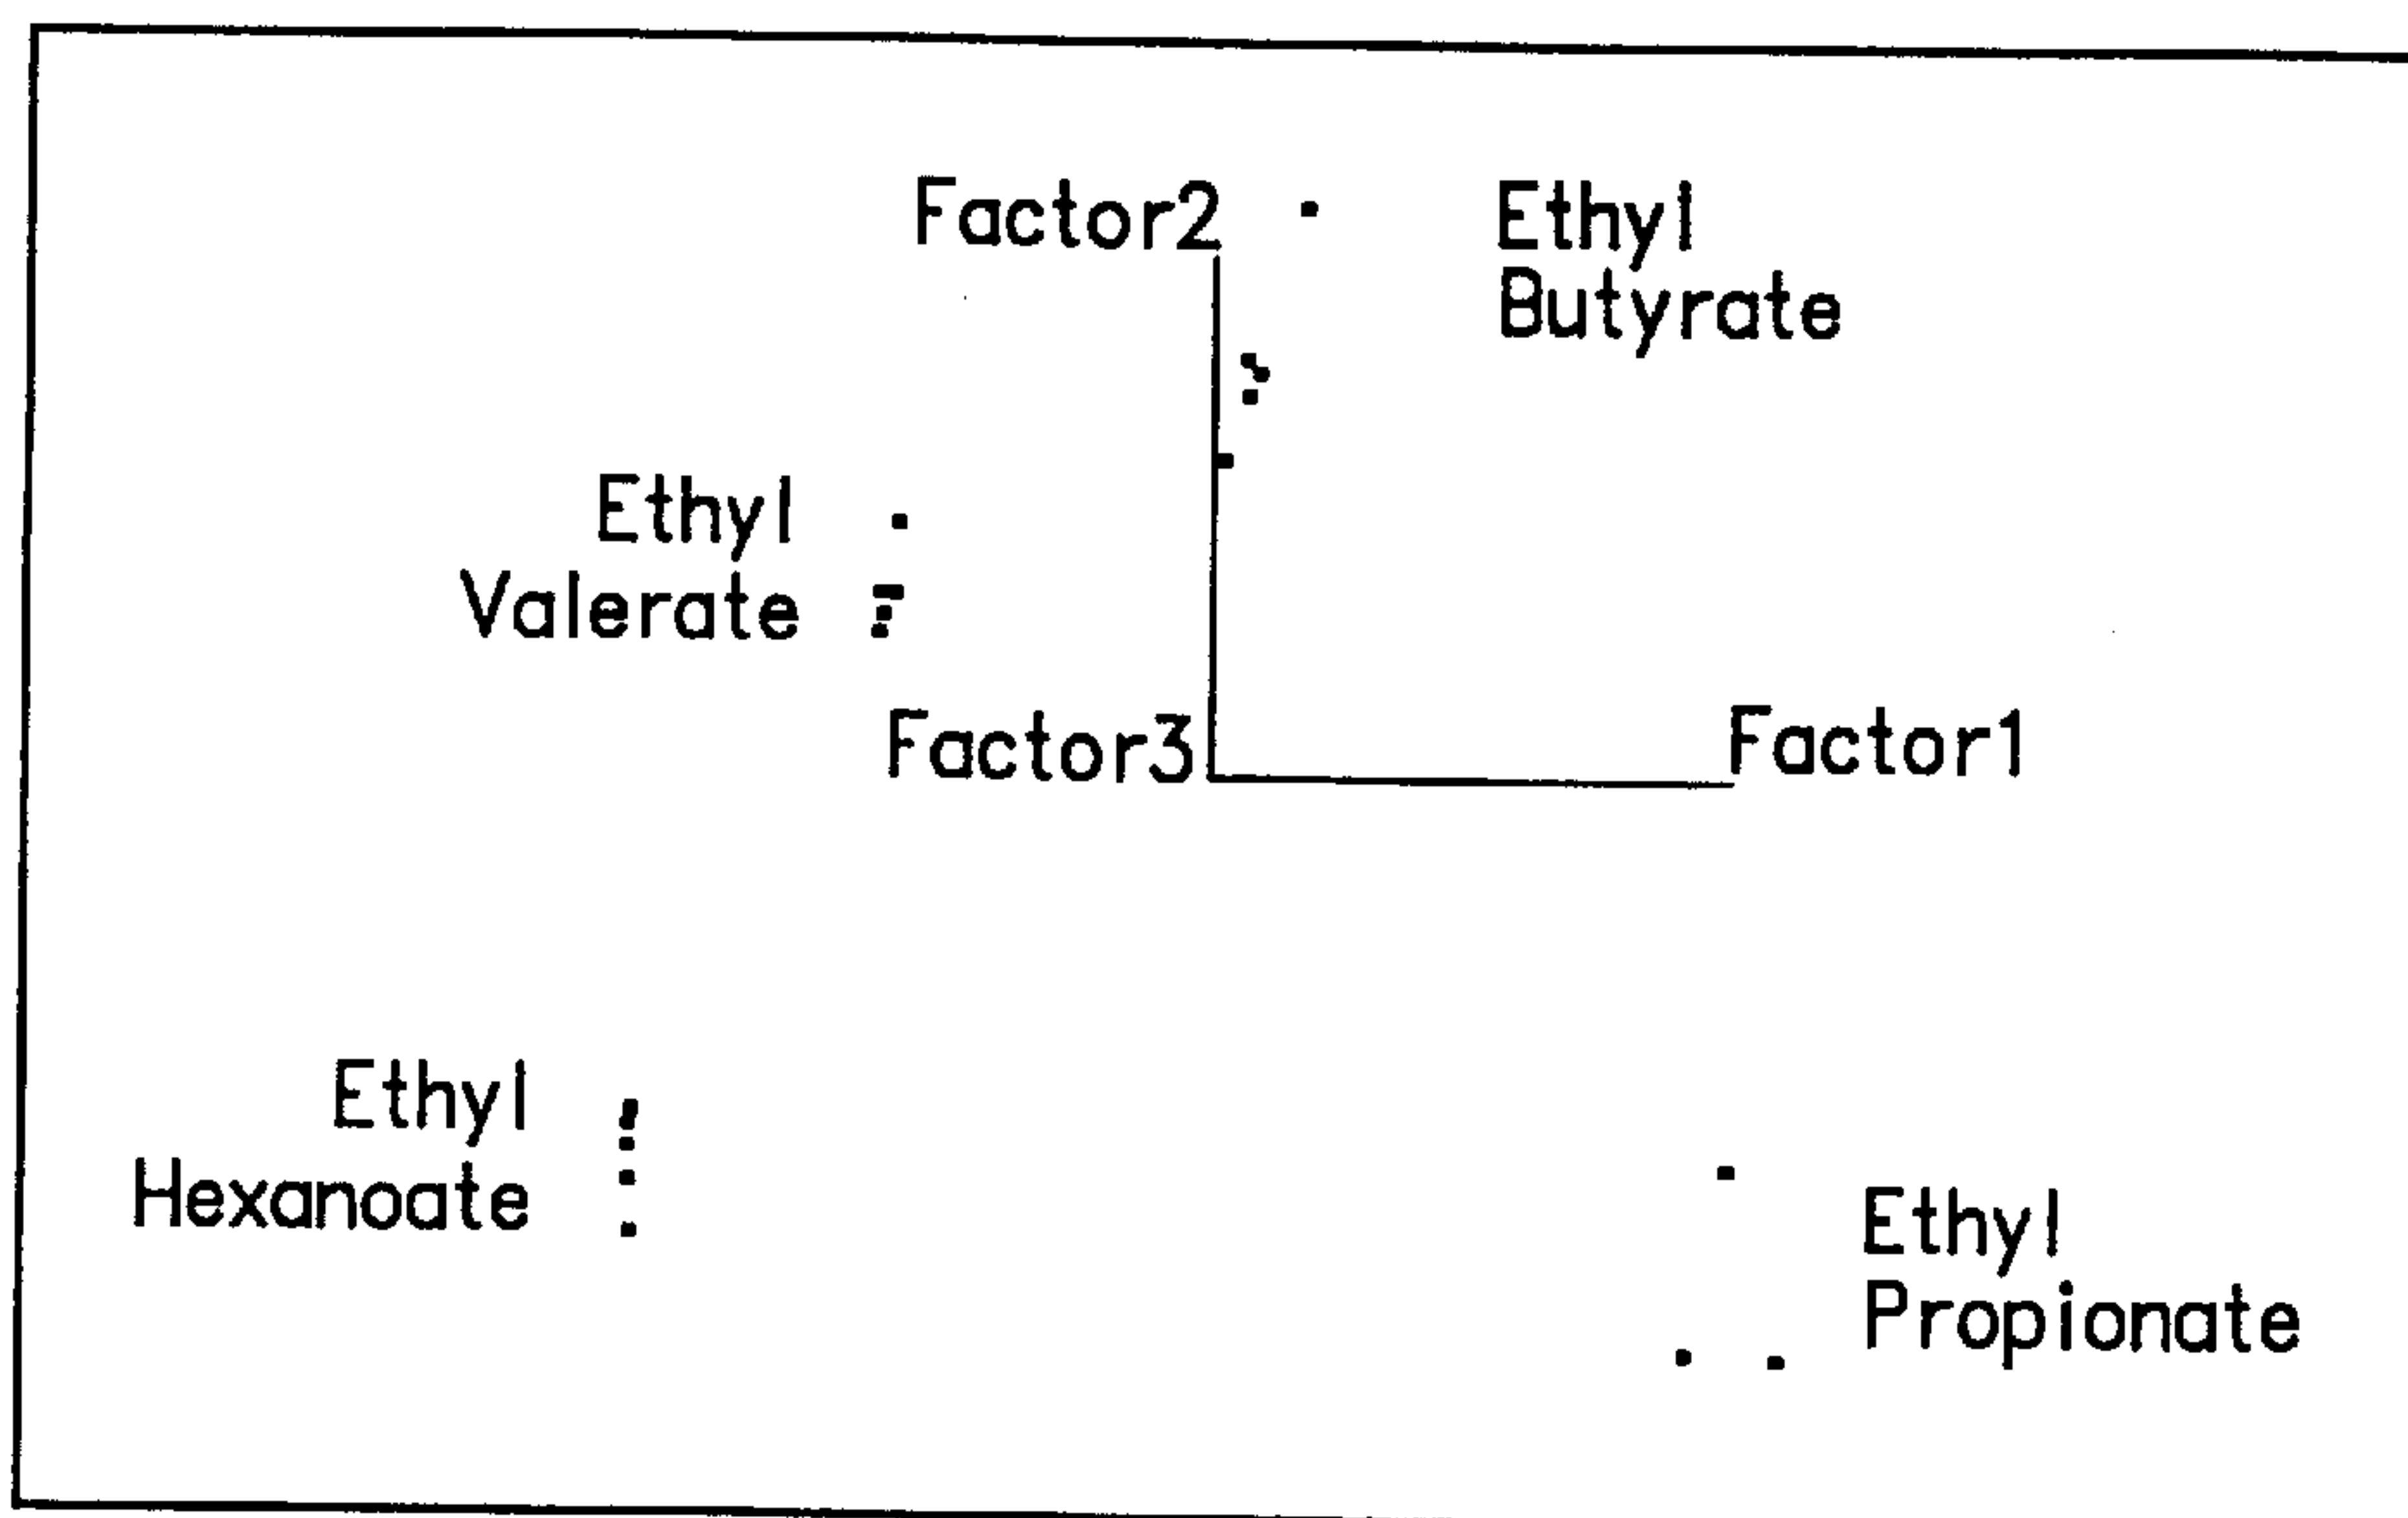 Factor2
Ethyl
Butyrate
Ethyl
Valerate
Factor3
Factor1
Ethyl
Hexanoate
Ethyl
Propionate